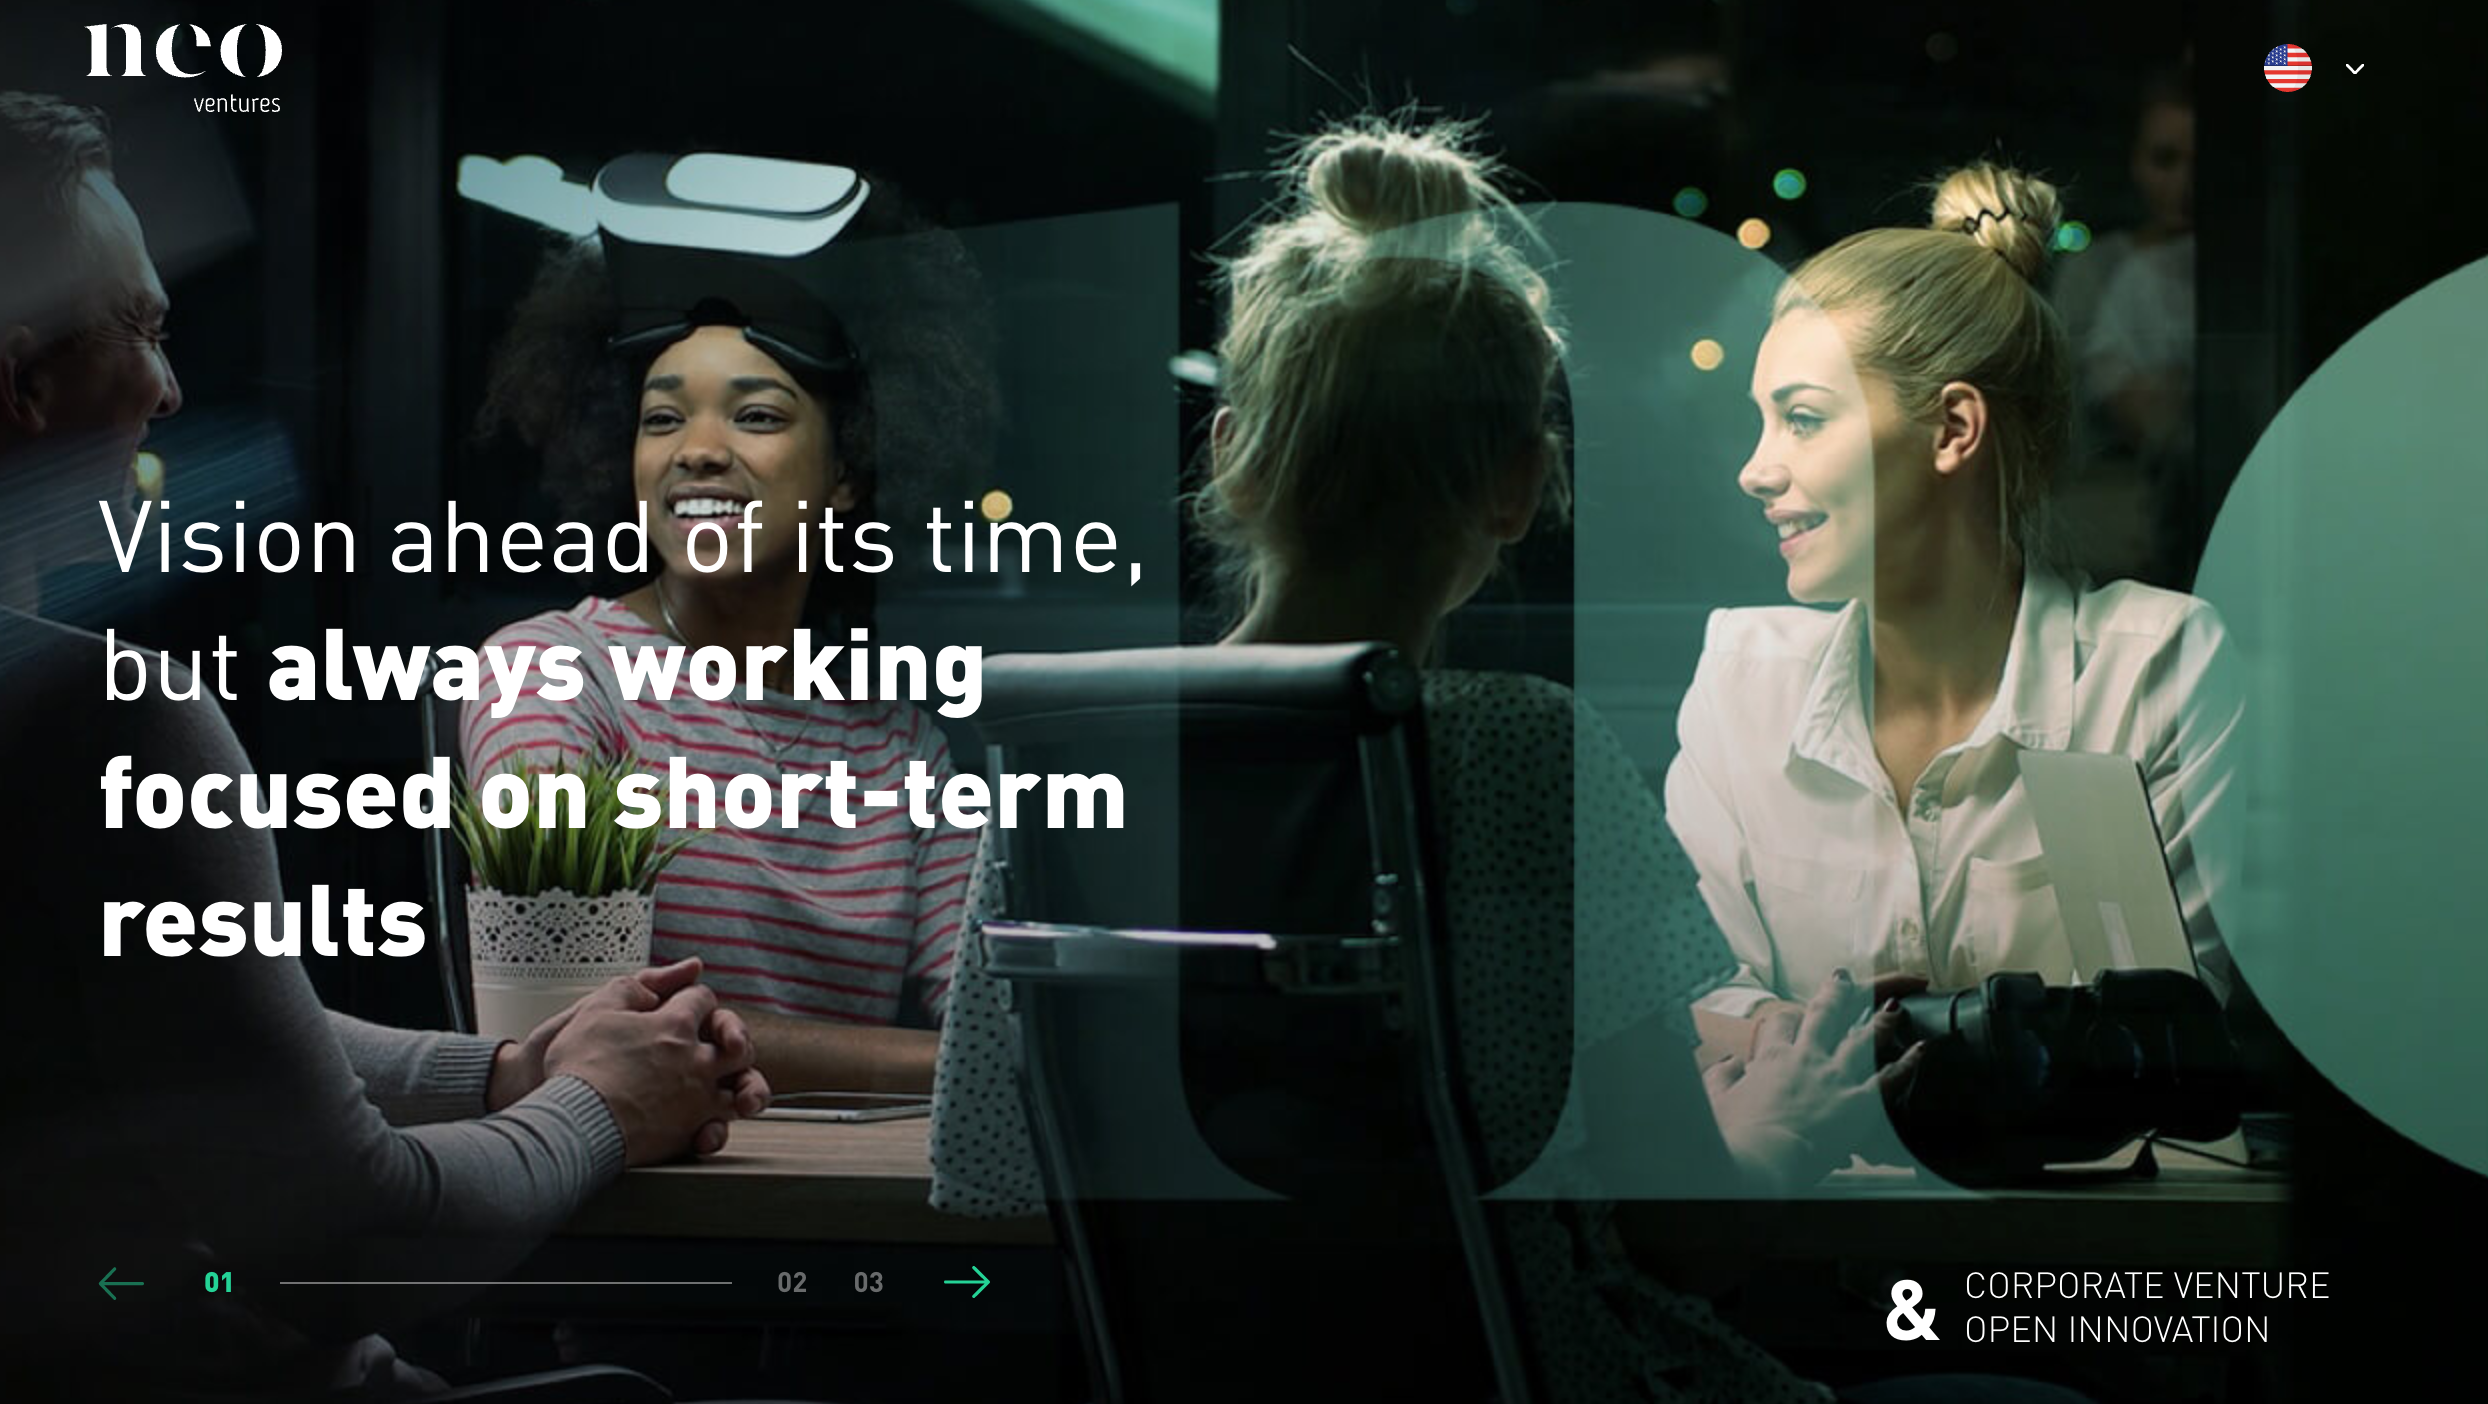 neo
ventures
Vision ahead of its time,
but always working
focused on short-term
results
01
02
03
&
CORPORATE VENTURE
OPEN INNOVATION